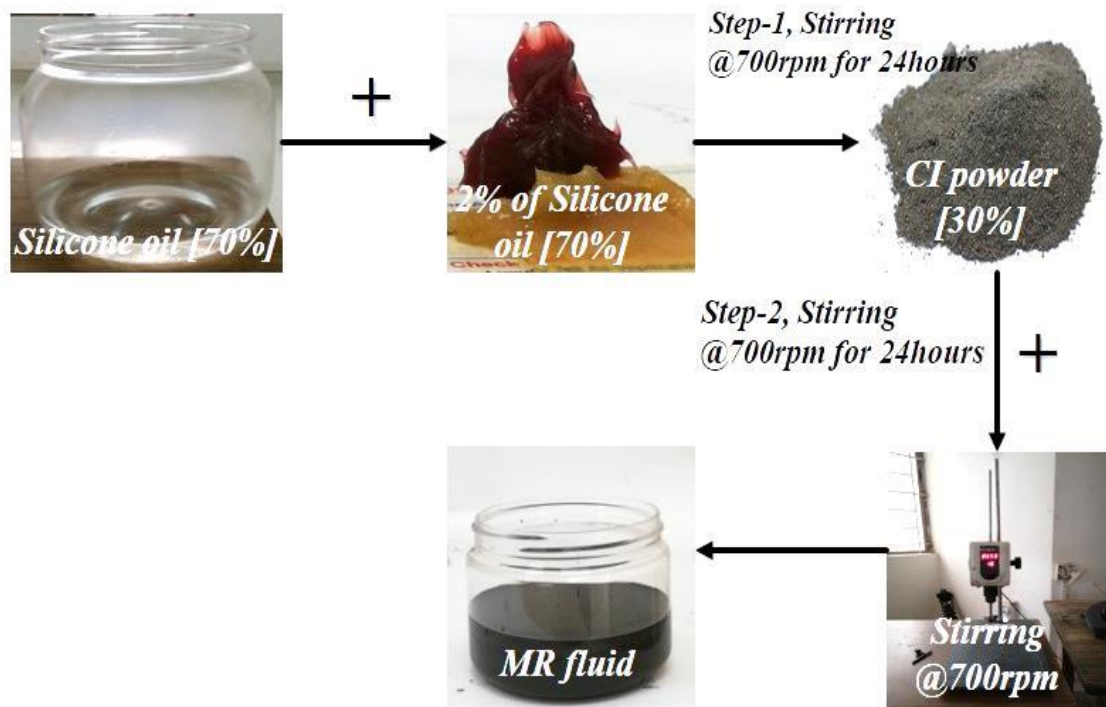 Step-1, Stirring
@700rpm for 24hours
+
Silicone oil [70%]
2% of Silicone
oil [70%]
Check
CI powder
[30%]
Step-2, Stirring
@700rpm for 24hours
+
MR fluid
Stirring
@700rpm